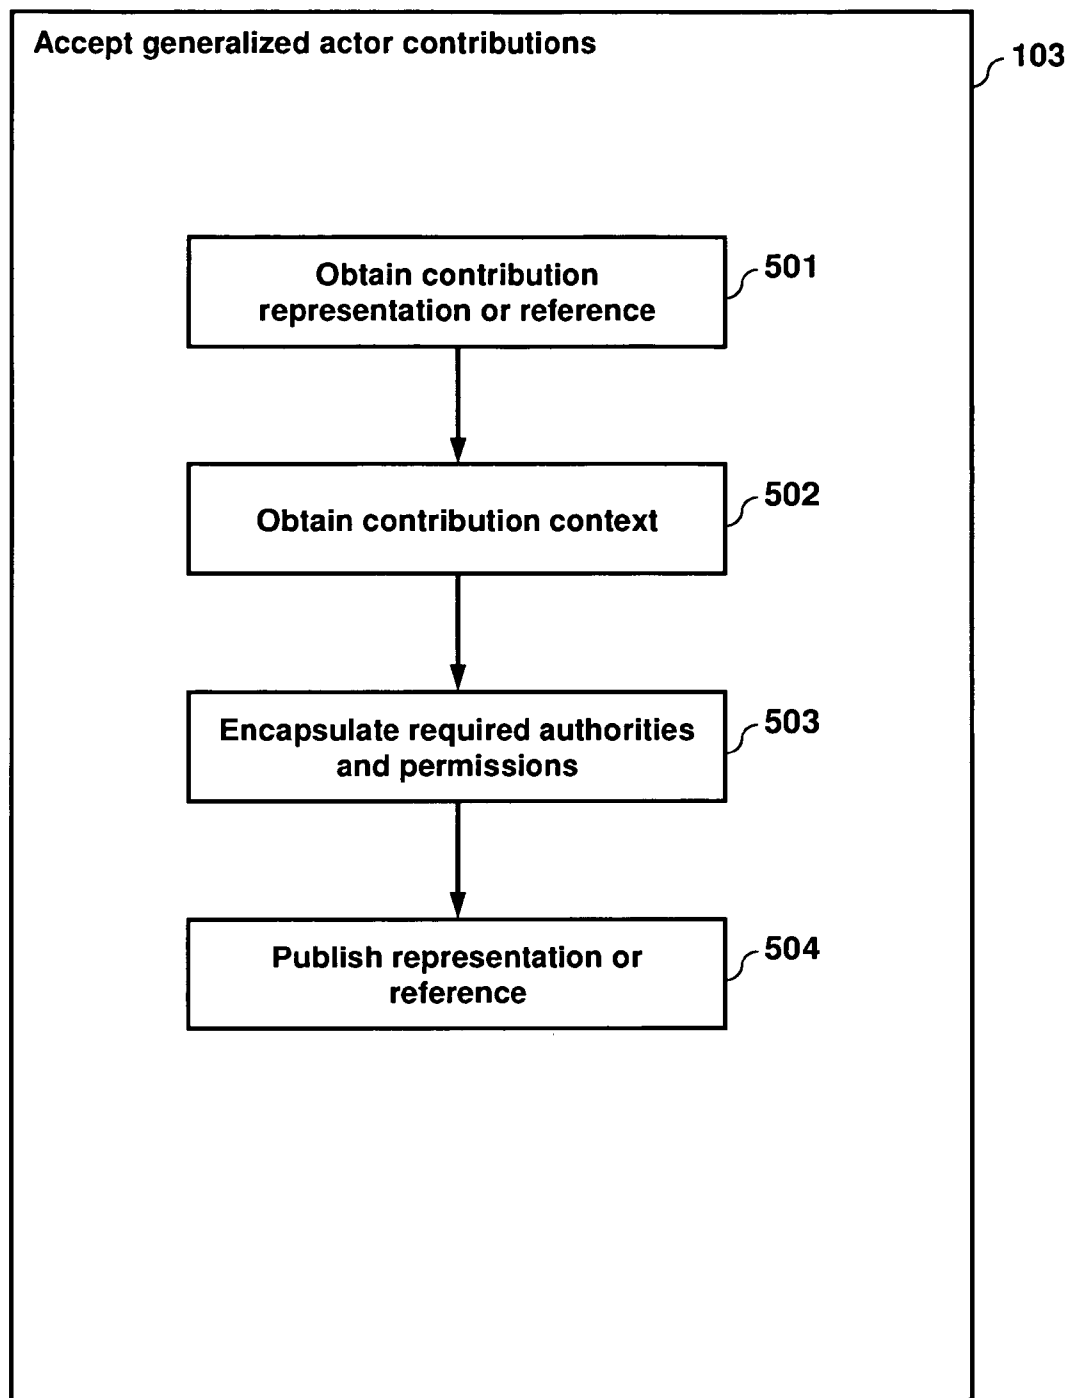 Accept generalized actor contributions
103
Obtain contribution
representation or reference
501
Obtain contribution context
502
Encapsulate required authorities
and permissions
503
Publish representation or
reference
504